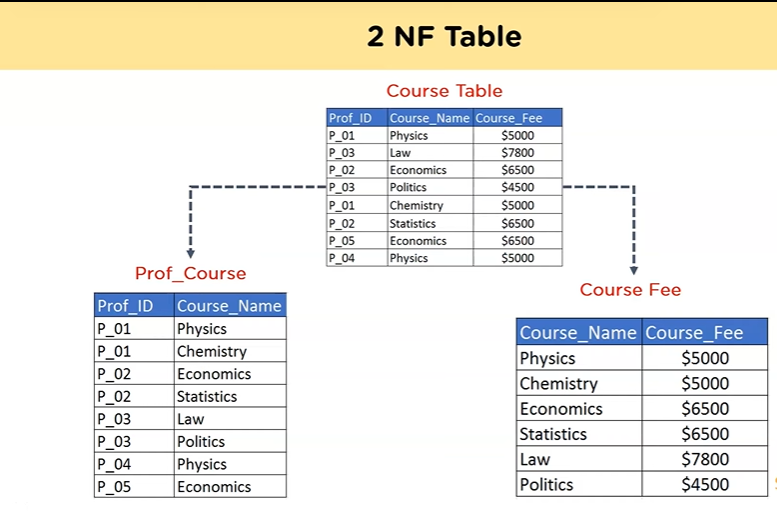 2 NF Table
Course Table
Prof_ID Course_Name Course_Fee
P_01 Physics $5000
P_03 Law $7800
P_02 Economics $6500
P_03 Politics $4500
P_01 Chemistry $5000
P_02 Statistics $6500
P_05 Economics $6500
P_04 Physics $5000
Prof_Course
Prof_ID Course_Name
P_01 Physics
P_01 Chemistry
P_02 Economics
P_02 Statistics
P_03 Law
P_03 Politics
P_04 Physics
P_05 Economics
Course Fee
Course_Name Course_Fee
Physics $5000
Chemistry $5000
Economics $6500
Statistics $6500
Law $7800
Politics $4500